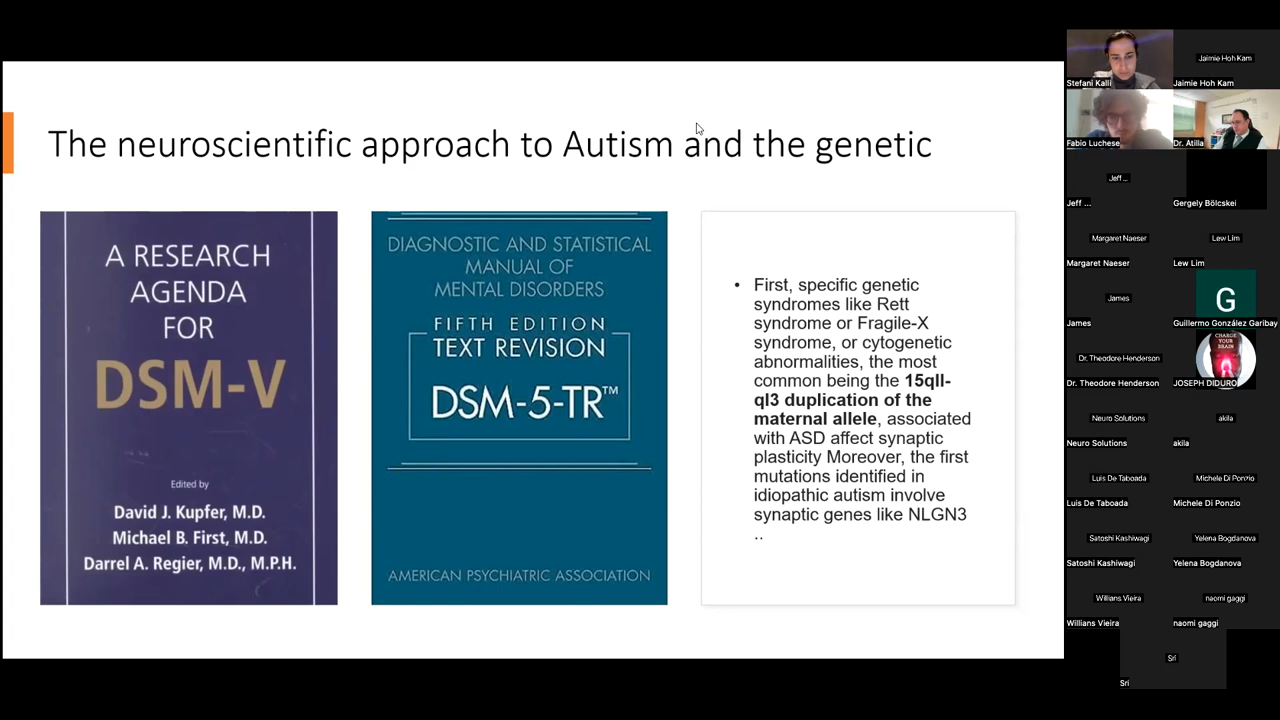 The neuroscientific approach to Autism and the genetic
A RESEARCH
AGENDA
FOR
DSM-V
Edited by
David J. Kupfer, M.D.
Michael B. First, M.D.
Darrel A. Regier, M.D., M.P.H.
DIAGNOSTIC AND STATISTICAL
MANUAL OF
MENTAL DISORDERS
FIFTH EDITION
TEXT REVISION
DSM-5-TR™
AMERICAN PSYCHIATRIC ASSOCIATION
• First, specific genetic
syndromes like Rett
syndrome or Fragile-X
syndrome, or cytogenetic
abnormalities, the most
common being the 15qII-
qI3 duplication of the
maternal allele, associated
with ASD affect synaptic
plasticity Moreover, the first
mutations identified in
idiopathic autism involve
synaptic genes like NLGN3
..
Stefani Kalli
Jaimie Hoh Kam
Jaimie Hoh Kam
Fabio Luchese
Dr. Atilla
Jeff ...
Jeff ...
Gergely Bölcskei
Margaret Naeser
Lew Lim
Margaret Naeser
Lew Lim
James
G
James
Guillermo González Garibay
Dr. Theodore Henderson
CHARGE
YOUR
BRAIN
Dr. Theodore Henderson
JOSEPH DIDURO
Neuro Solutions
akila
Neuro Solutions
akila
Luis De Taboada
Michele Di Ponzio
Luis De Taboada
Michele Di Ponzio
Satoshi Kashiwagi
Yelena Bogdanova
Satoshi Kashiwagi
Yelena Bogdanova
Willians Vieira
naomi gaggi
Willians Vieira
naomi gaggi
Sri
Sri